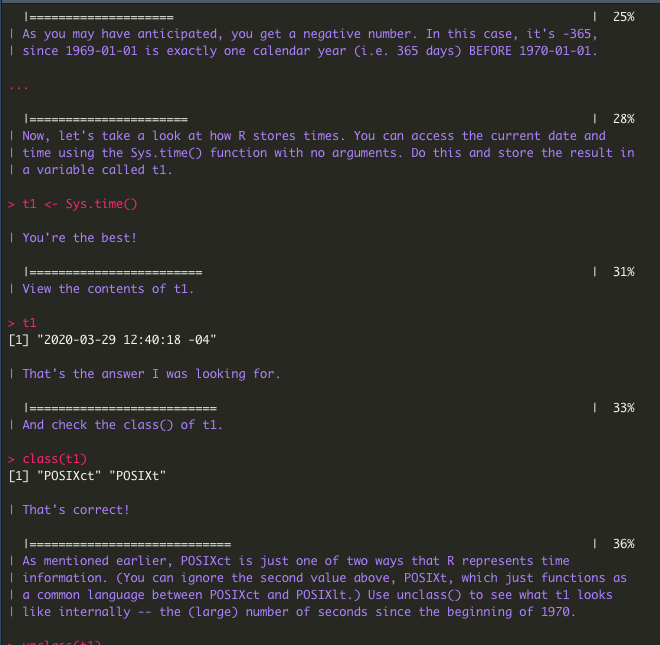 |==================== | 25%
| As you may have anticipated, you get a negative number. In this case, it's -365,
| since 1969-01-01 is exactly one calendar year (i.e. 365 days) BEFORE 1970-01-01.
...
|====================== | 28%
| Now, let's take a look at how R stores times. You can access the current date and
| time using the Sys.time() function with no arguments. Do this and store the result in
| a variable called t1.
> t1 <- Sys.time()
| You're the best!
|======================== | 31%
| View the contents of t1.
> t1
[1] "2020-03-29 12:40:18 -04"
| That's the answer I was looking for.
|========================== | 33%
| And check the class() of t1.
> class(t1)
[1] "POSIXct" "POSIXt"
| That's correct!
|============================ | 36%
| As mentioned earlier, POSIXct is just one of two ways that R represents time
| information. (You can ignore the second value above, POSIXt, which just functions as
| a common language between POSIXct and POSIXlt.) Use unclass() to see what t1 looks
| like internally -- the (large) number of seconds since the beginning of 1970.
> unclass(t1)